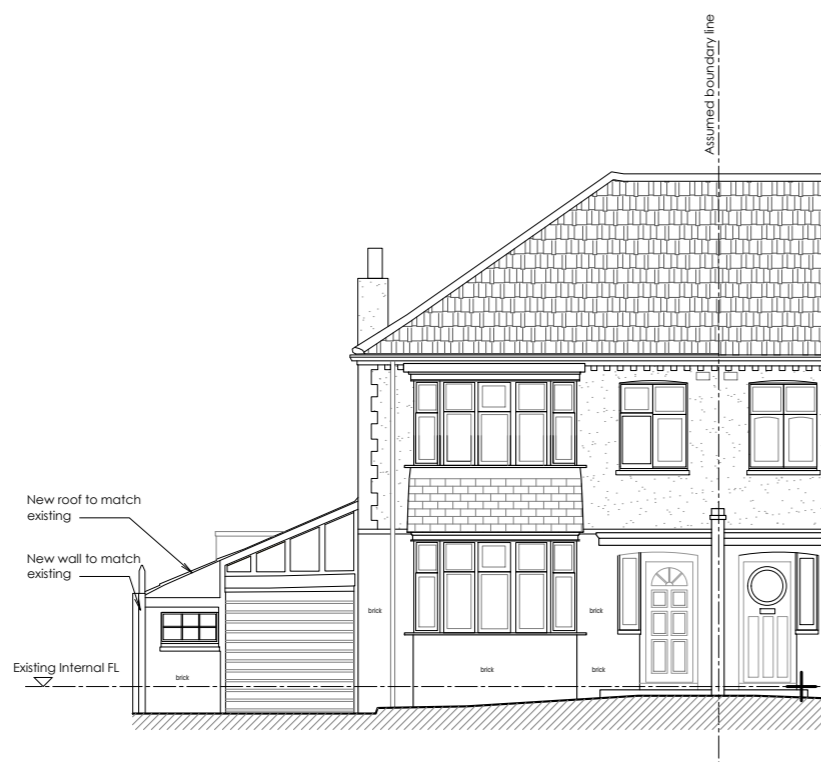 Assumed boundary line
New roof to match
existing
New wall to match
existing
brick
brick
Existing Internal FL
brick
brick
brick